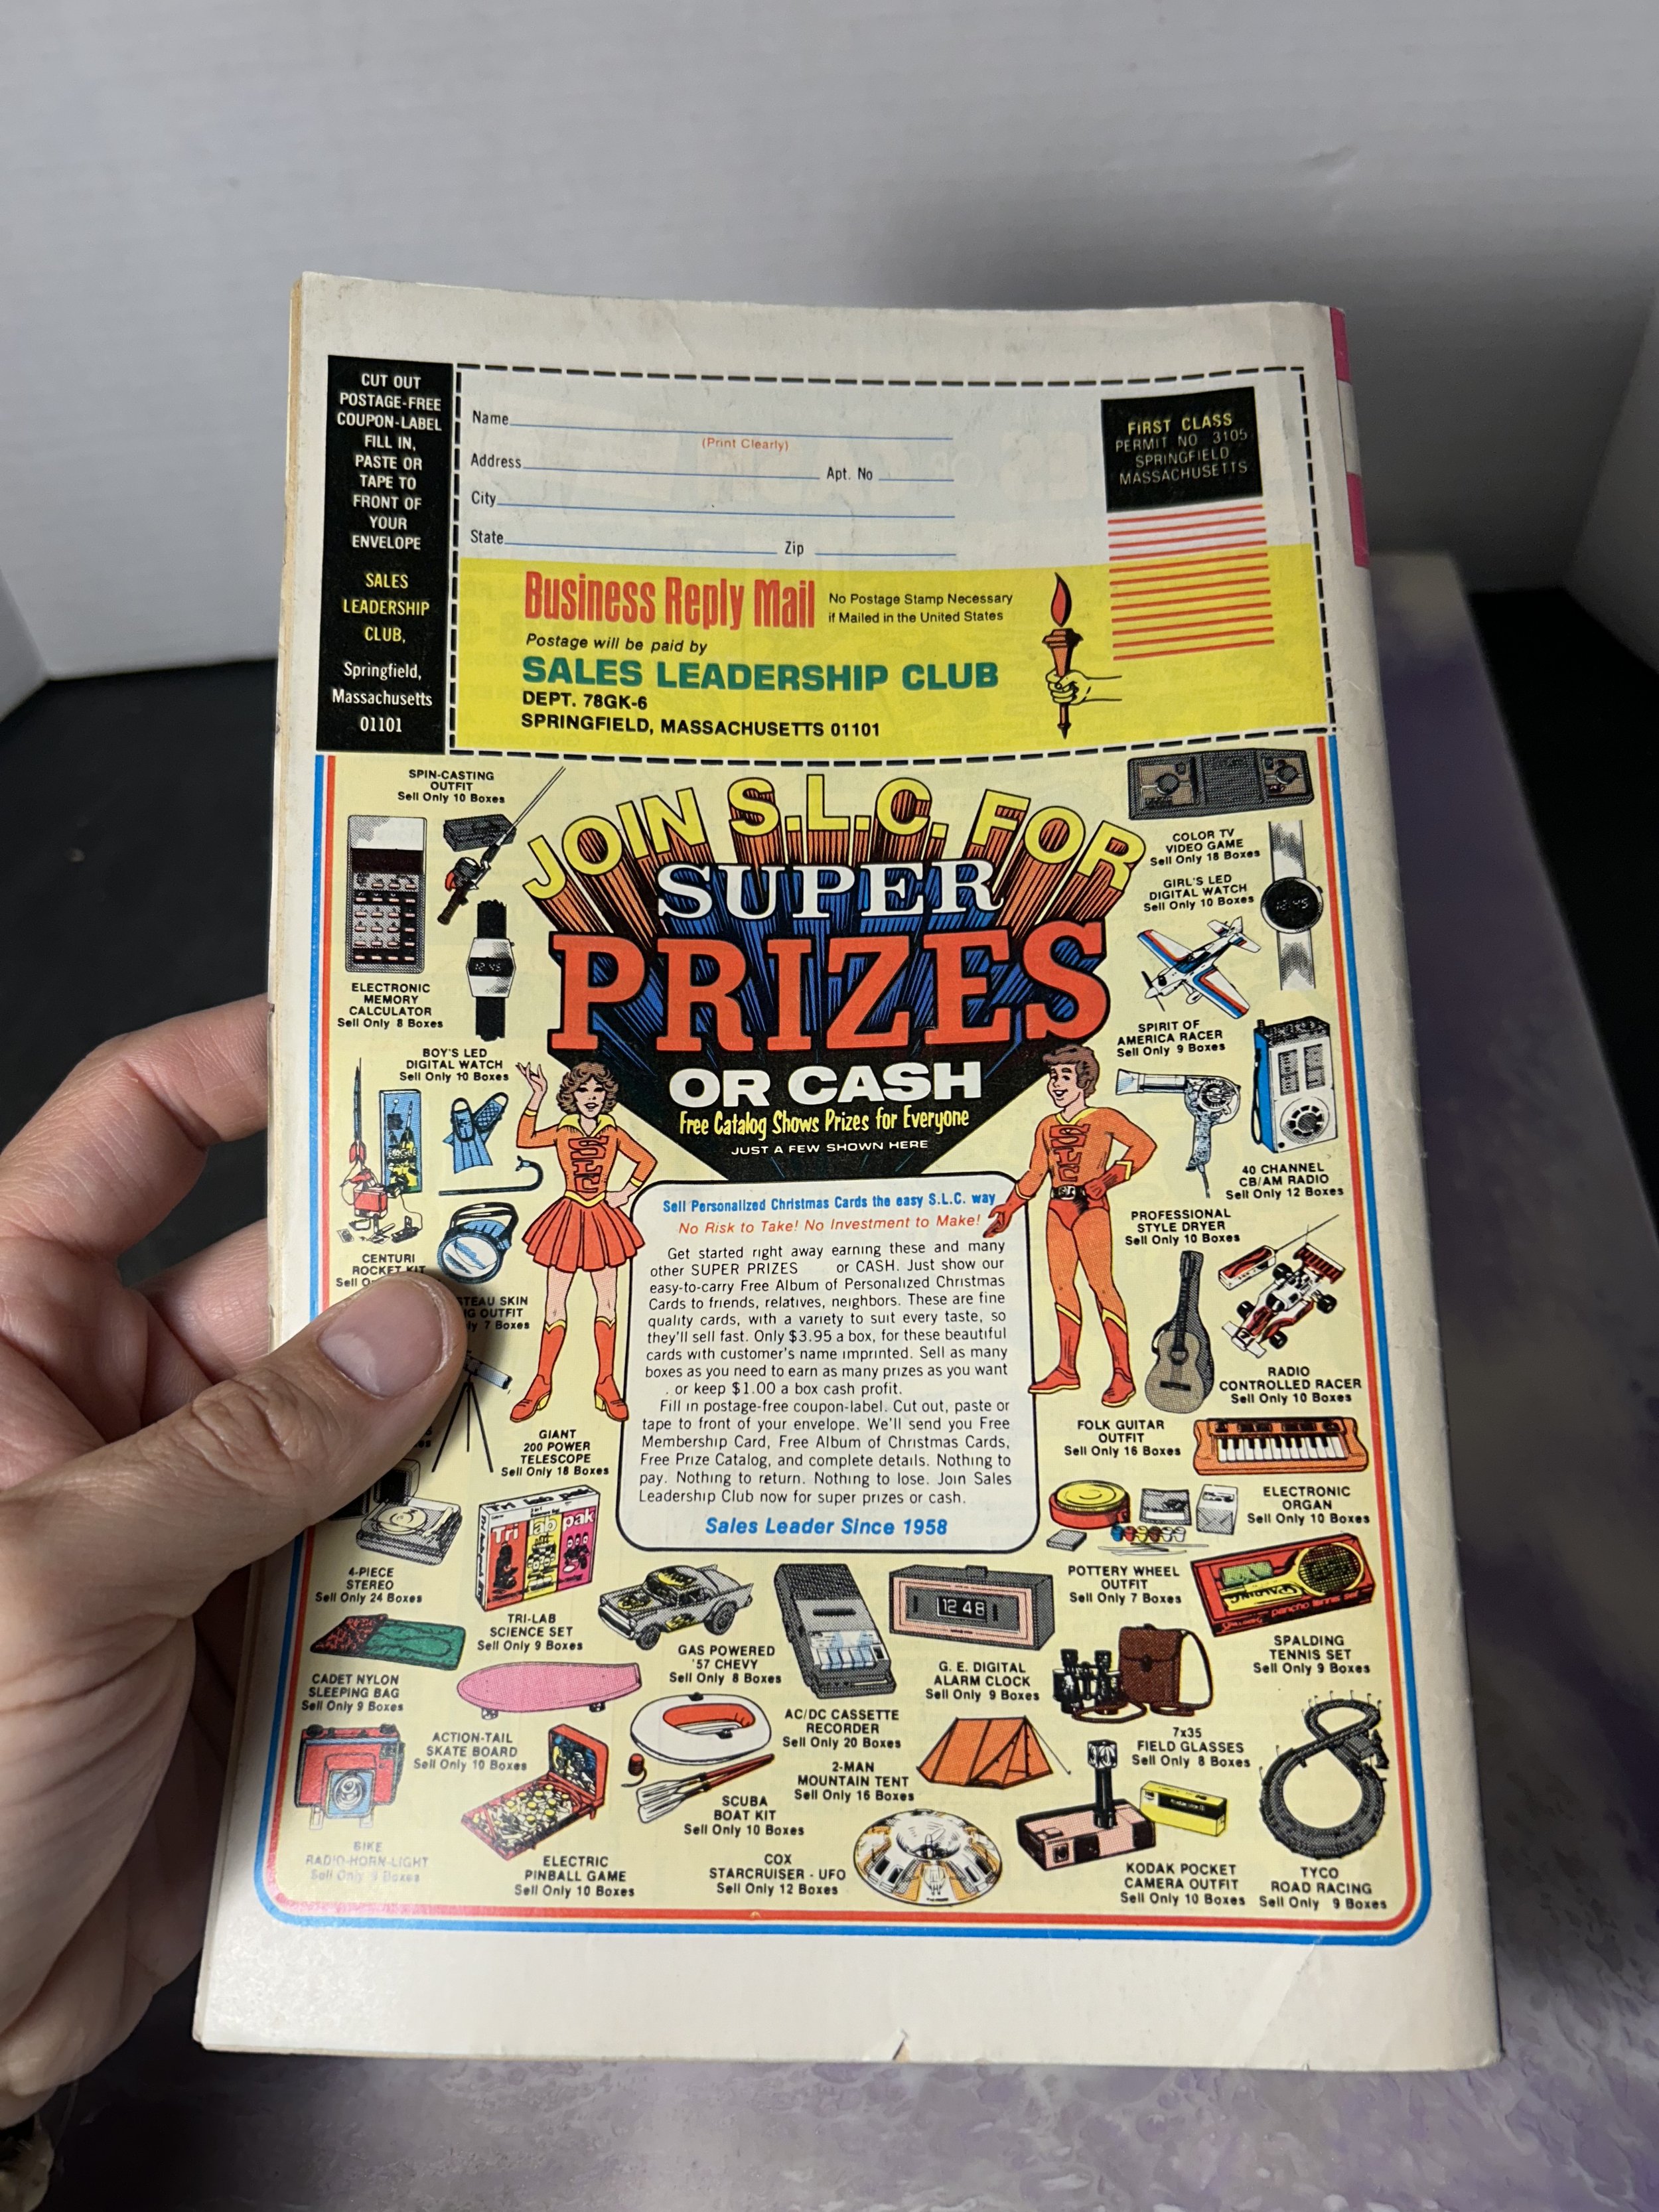 CUT OUT
POSTAGE-FREE
COUPON-LABEL
FILL IN,
PASTE OR
TAPE TO
FRONT OF
YOUR
ENVELOPE
SALES
LEADERSHIP
CLUB,
Springfield,
Massachusetts
01101
Name
(Print Clearly)
Address Apt. No
City
State Zip
FIRST CLASS
PERMIT NO 3105
SPRINGFIELD
MASSACHUSETTS
Business Reply Mail
No Postage Stamp Necessary
if Mailed in the United States
Postage will be paid by
SALES LEADERSHIP CLUB
DEPT. 78GK-6
SPRINGFIELD, MASSACHUSETTS 01101
JOIN S.L.C. FOR
SUPER
PRIZES
OR CASH
Free Catalog Shows Prizes for Everyone
JUST A FEW SHOWN HERE
SPIN-CASTING
OUTFIT
Sell Only 10 Boxes
ELECTRONIC
MEMORY
CALCULATOR
Sell Only 8 Boxes
12:45
BOY'S LED
DIGITAL WATCH
Sell Only 10 Boxes
CENTURI
ROCKET KIT
Sell
SKIN
OUTFIT
7 Boxes
GIANT
200 POWER
TELESCOPE
Sell Only 18 Boxes
SLC
SLC
COLOR TV
VIDEO GAME
Sell Only 18 Boxes
GIRL'S LED
DIGITAL WATCH
Sell Only 10 Boxes
12:45
SPIRIT OF
AMERICA RACER
Sell Only 9 Boxes
40 CHANNEL
CB/AM RADIO
Sell Only 12 Boxes
PROFESSIONAL
STYLE DRYER
Sell Only 10 Boxes
RADIO
CONTROLLED RACER
Sell Only 10 Boxes
FOLK GUITAR
OUTFIT
Sell Only 16 Boxes
ELECTRONIC
ORGAN
Sell Only 10 Boxes
Sell Personalized Christmas Cards the easy S.L.C. way
No Risk to Take! No Investment to Make!
Get started right away earning these and many
other SUPER PRIZES or CASH. Just show our
easy-to-carry Free Album of Personalized Christmas
Cards to friends, relatives, neighbors. These are fine
quality cards, with a variety to suit every taste, so
they'll sell fast. Only $3.95 a box, for these beautiful
cards with customer's name imprinted. Sell as many
boxes as you need to earn as many prizes as you want
. or keep $1.00 a box cash profit.
Fill in postage-free coupon-label. Cut out, paste or
tape to front of your envelope. We'll send you Free
Membership Card, Free Album of Christmas Cards,
Free Prize Catalog, and complete details. Nothing to
pay. Nothing to return. Nothing to lose. Join Sales
Leadership Club now for super prizes or cash.
Sales Leader Since 1958
4-PIECE
STEREO
Sell Only 24 Boxes
Tri lab pak
TRI-LAB
SCIENCE SET
Sell Only 9 Boxes
GAS POWERED
'57 CHEVY
Sell Only 8 Boxes
12 48
G. E. DIGITAL
ALARM CLOCK
Sell Only 9 Boxes
POTTERY WHEEL
OUTFIT
Sell Only 7 Boxes
SPALDING
TENNIS SET
Sell Only 9 Boxes
CADET NYLON
SLEEPING BAG
Sell Only 9 Boxes
ACTION-TAIL
SKATE BOARD
Sell Only 10 Boxes
AC/DC CASSETTE
RECORDER
Sell Only 20 Boxes
7x35
FIELD GLASSES
Sell Only 8 Boxes
2-MAN
MOUNTAIN TENT
Sell Only 16 Boxes
SCUBA
BOAT KIT
Sell Only 10 Boxes
BIKE
RADIO-HORN-LIGHT
Sell Only 9 Boxes
ELECTRIC
PINBALL GAME
Sell Only 10 Boxes
COX
STARCRUISER - UFO
Sell Only 12 Boxes
KODAK POCKET
CAMERA OUTFIT
Sell Only 10 Boxes
TYCO
ROAD RACING
Sell Only 9 Boxes